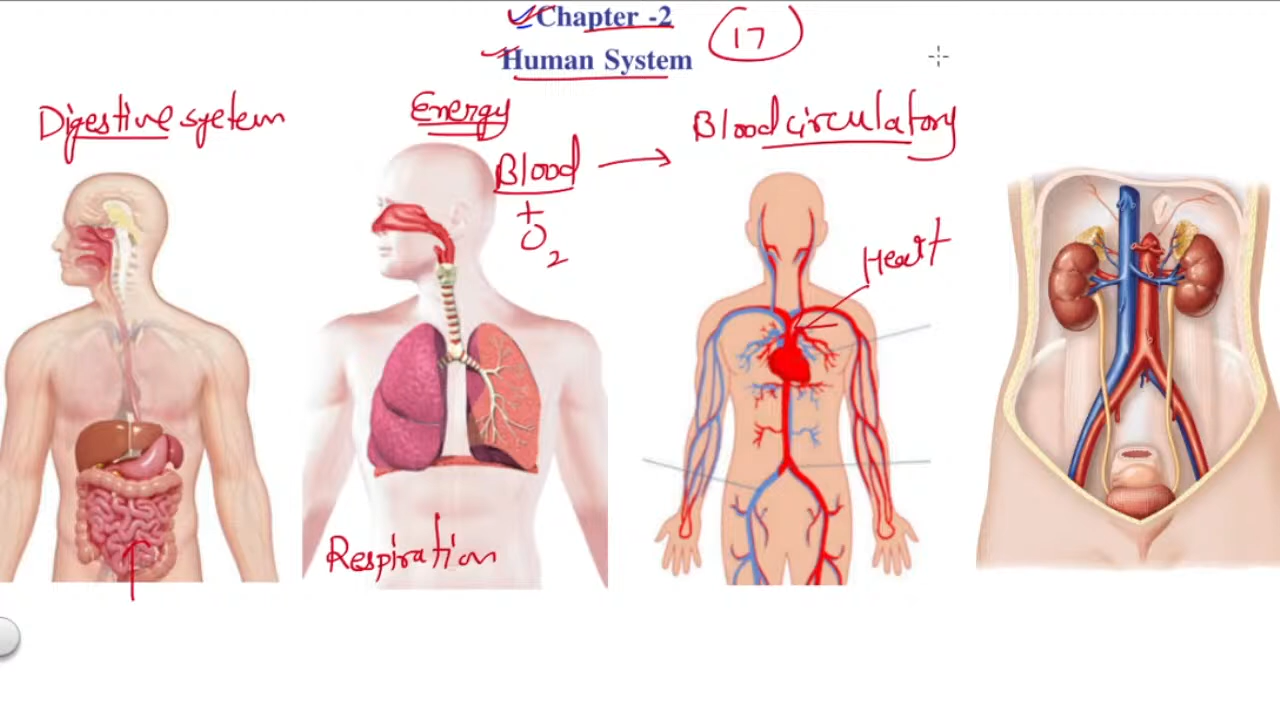 Chapter -2
Human System
17
Digestive system
Energy
Blood
+
O2
Blood circulatory
Heart
Respiration